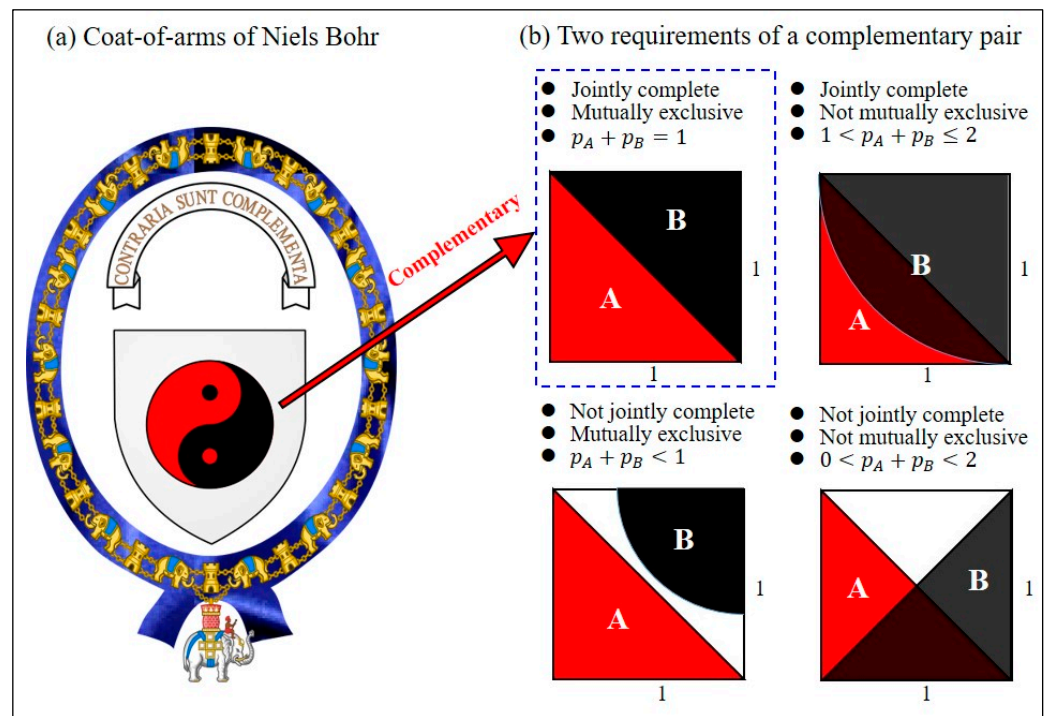 (a) Coat-of-arms of Niels Bohr
CONTRARIA SUNT COMPLEMENTA
Complementary
(b) Two requirements of a complementary pair
● Jointly complete
● Mutually exclusive
● p_A + p_B = 1
B
A
1
1
● Jointly complete
● Not mutually exclusive
● 1 < p_A + p_B ≤ 2
B
A
1
1
● Not jointly complete
● Mutually exclusive
● p_A + p_B < 1
B
A
1
1
● Not jointly complete
● Not mutually exclusive
● 0 < p_A + p_B < 2
A
B
1
1